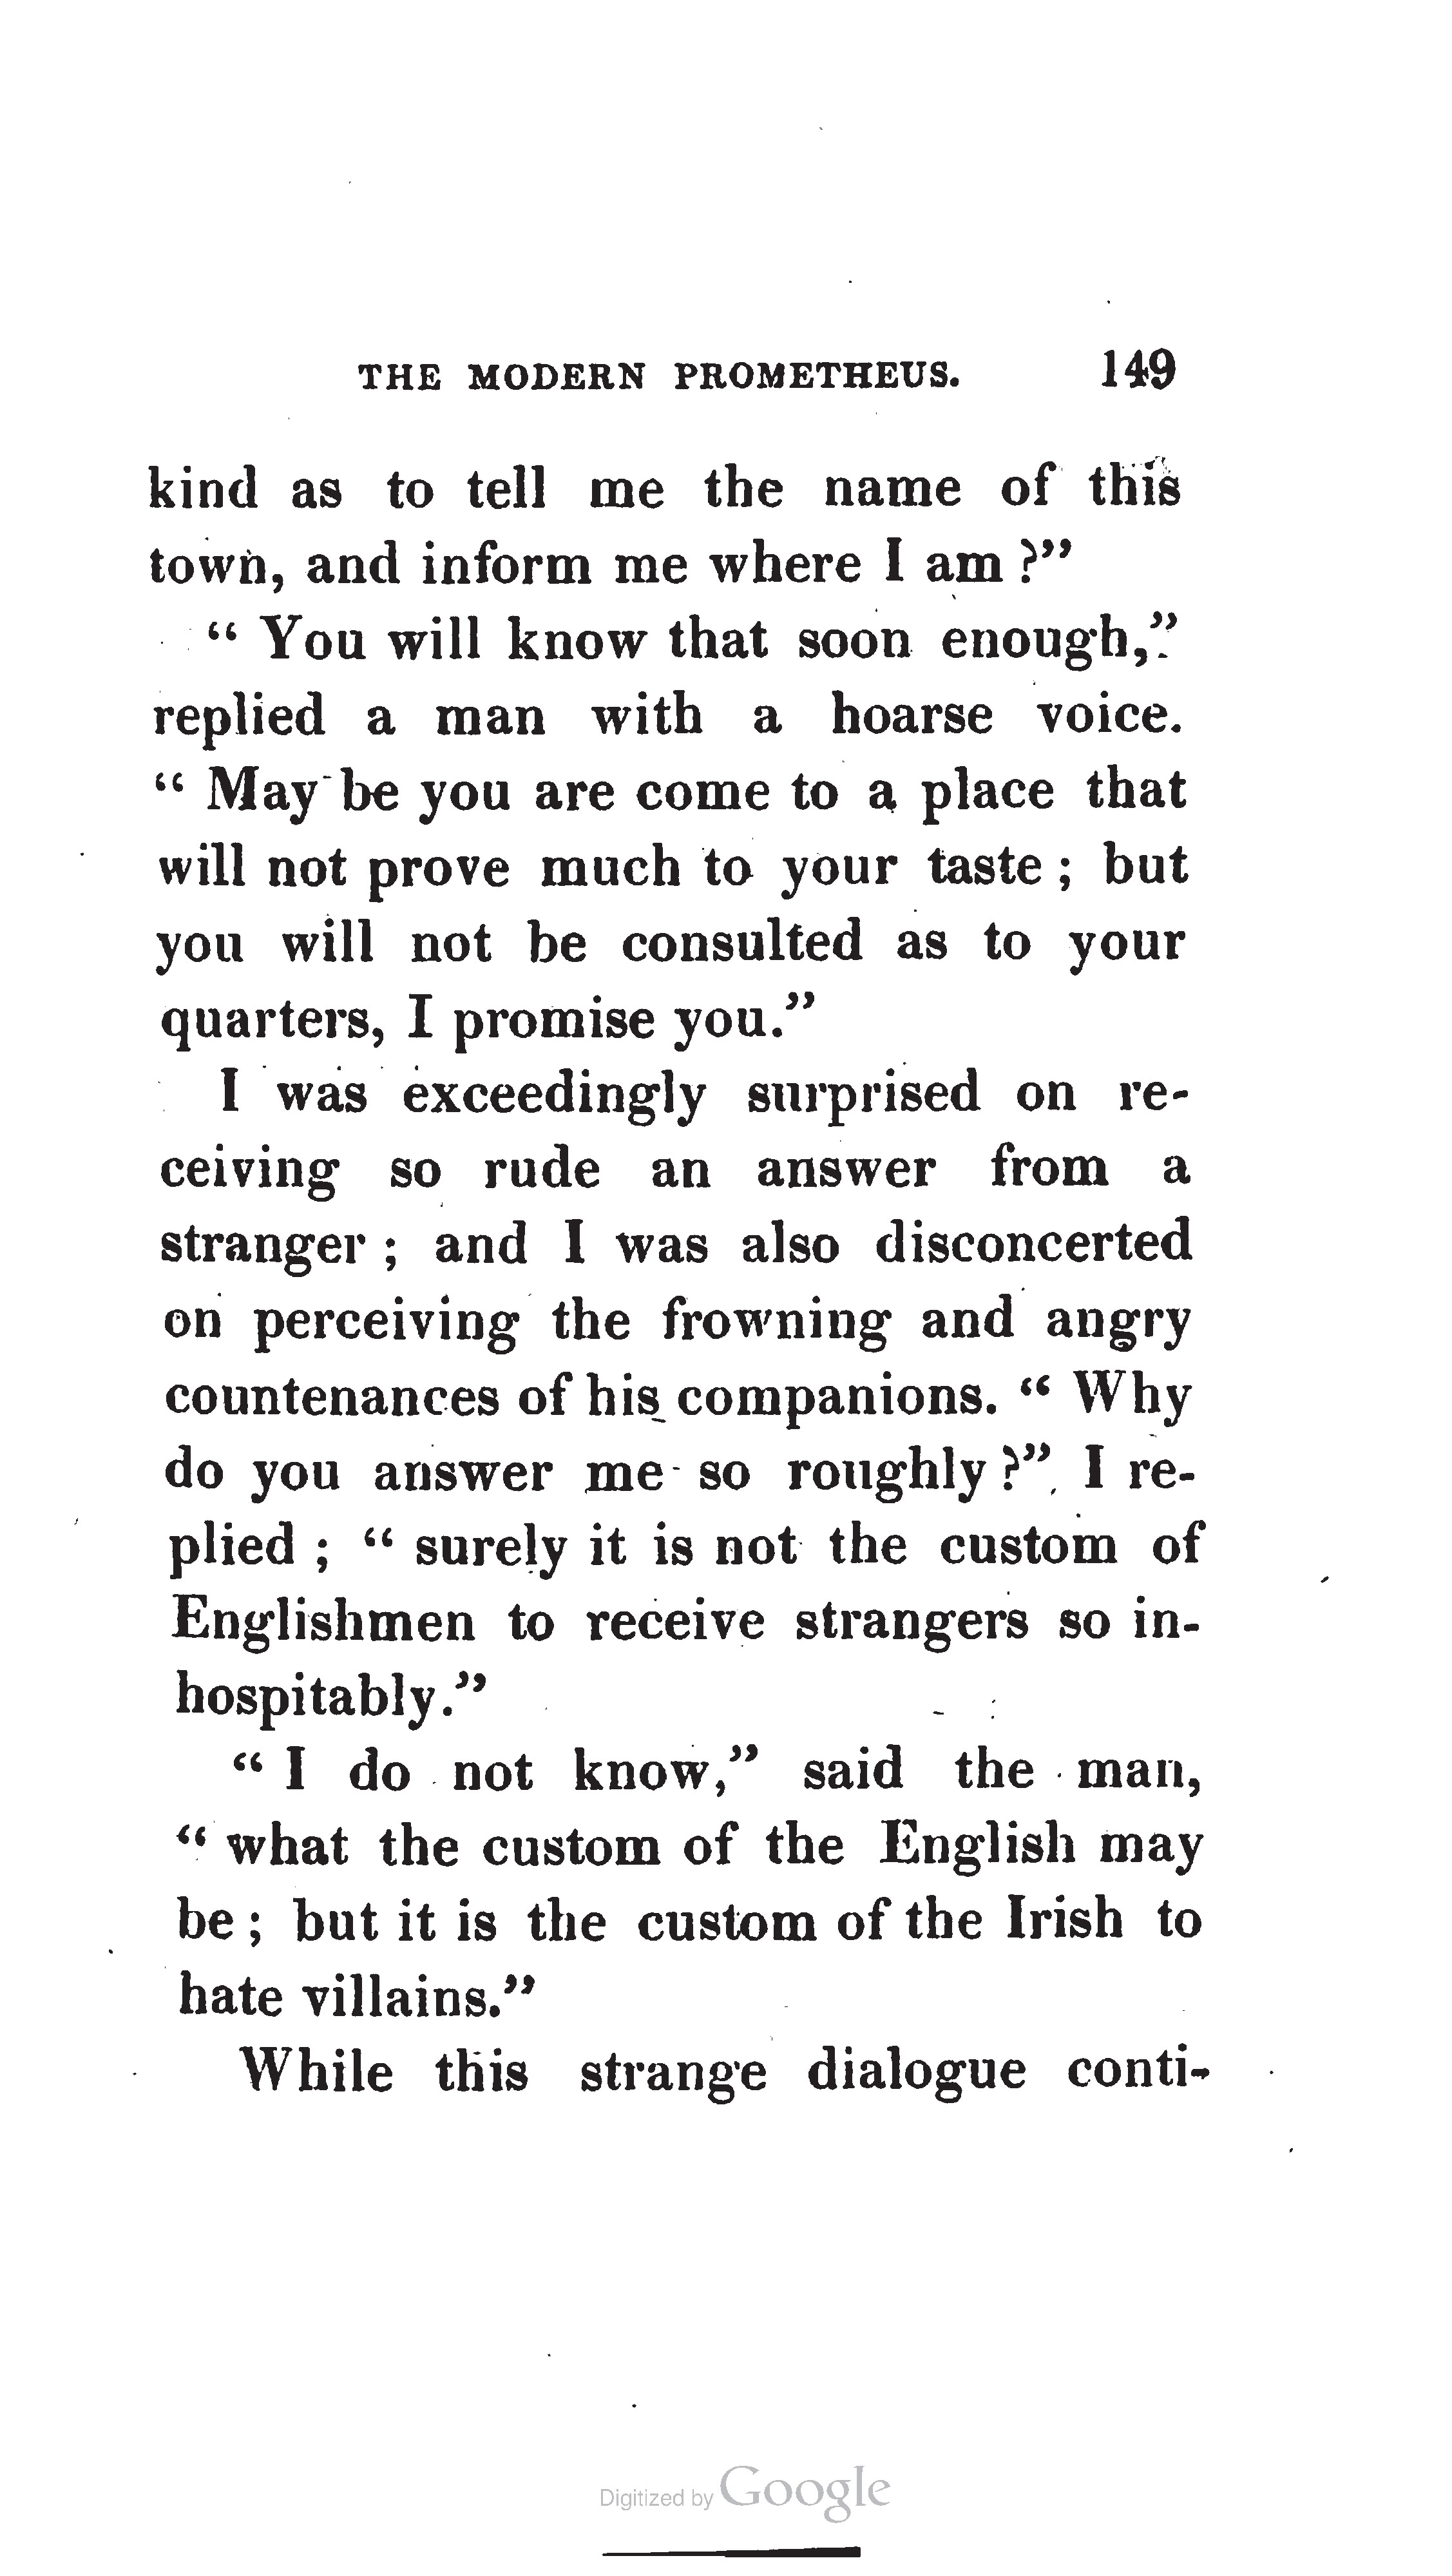 THE MODERN PROMETHEUS. 149
kind as to tell me the name of this
town, and inform me where I am ?”
“ You will know that soon enough,”
replied a man with a hoarse voice.
“ May be you are come to a place that
will not prove much to your taste ; but
you will not be consulted as to your
quarters, I promise you.”
I was exceedingly surprised on re-
ceiving so rude an answer from a
stranger ; and I was also disconcerted
on perceiving the frowning and angry
countenances of his companions. “ Why
do you answer me so roughly ?” I re-
plied ; “ surely it is not the custom of
Englishmen to receive strangers so in-
hospitably.”
“ I do not know,” said the man,
“ what the custom of the English may
be ; but it is the custom of the Irish to
hate villains.”
While this strange dialogue conti-
Digitized by Google